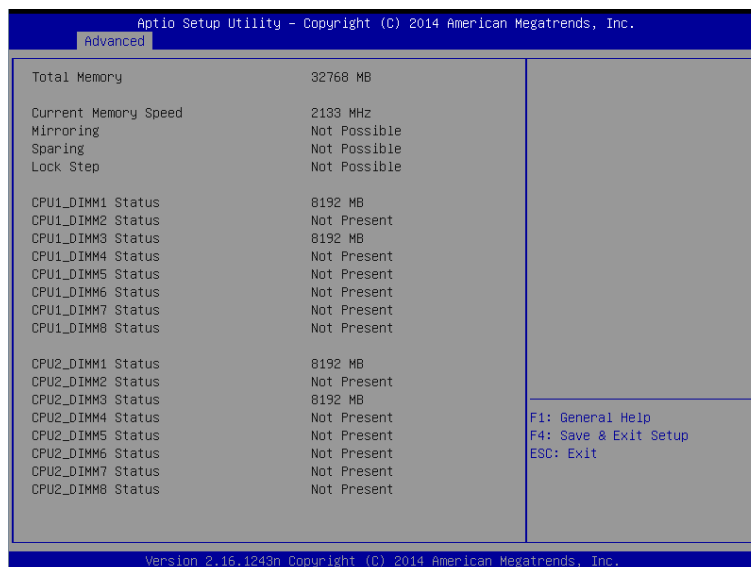 Aptio Setup Utility – Copyright (C) 2014 American Megatrends, Inc.
Advanced
Total Memory 32768 MB
Current Memory Speed 2133 MHz
Mirroring Not Possible
Sparing Not Possible
Lock Step Not Possible
CPU1_DIMM1 Status 8192 MB
CPU1_DIMM2 Status Not Present
CPU1_DIMM3 Status 8192 MB
CPU1_DIMM4 Status Not Present
CPU1_DIMM5 Status Not Present
CPU1_DIMM6 Status Not Present
CPU1_DIMM7 Status Not Present
CPU1_DIMM8 Status Not Present
CPU2_DIMM1 Status 8192 MB
CPU2_DIMM2 Status Not Present
CPU2_DIMM3 Status 8192 MB
CPU2_DIMM4 Status Not Present
CPU2_DIMM5 Status Not Present
CPU2_DIMM6 Status Not Present
CPU2_DIMM7 Status Not Present
CPU2_DIMM8 Status Not Present
F1: General Help
F4: Save & Exit Setup
ESC: Exit
Version 2.16.1243n Copyright (C) 2014 American Megatrends, Inc.